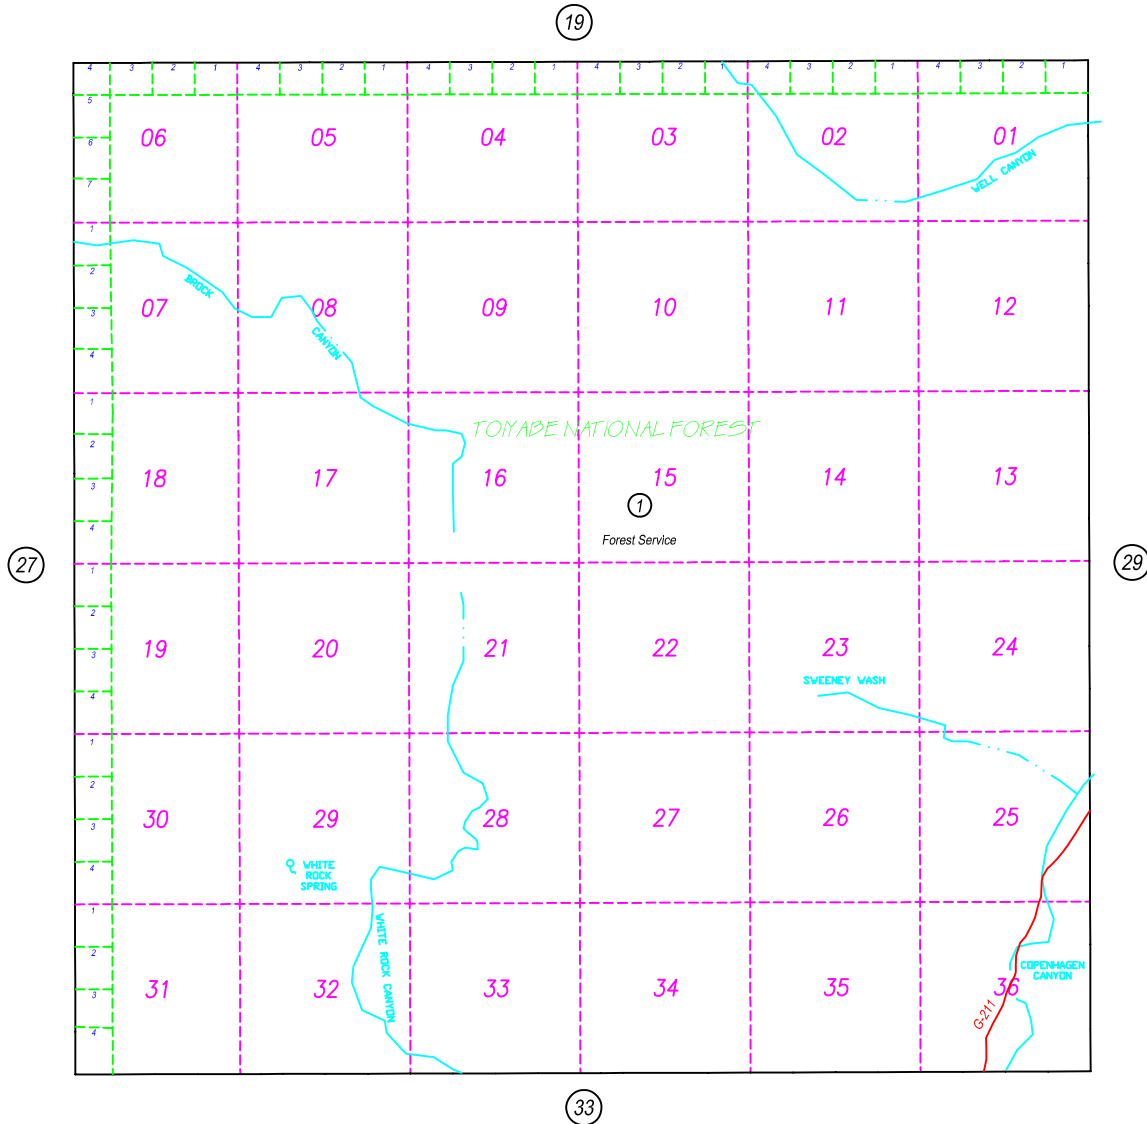 19
4 3 2 1 4 3 2 1 4 3 2 1 4 3 2 1 4 3 2 1 4 3 2 1
5
06 05 04 03 02 01
6
7
WELL CANYON
1
2
BROCK
07 08 09 10 11 12
3
CANYON
4
1
TOIYABE NATIONAL FOREST
2
18 17 16 15 14 13
3
1
4
Forest Service
27
29
1
2
19 20 21 22 23 24
3
SWEENEY WASH
4
1
2
30 29 28 27 26 25
3
4
WHITE
ROCK
SPRING
1
WHITE ROCK CANYON
2
COPENHAGEN
CANYON
31 32 33 34 35 36
3
G-211
4
33